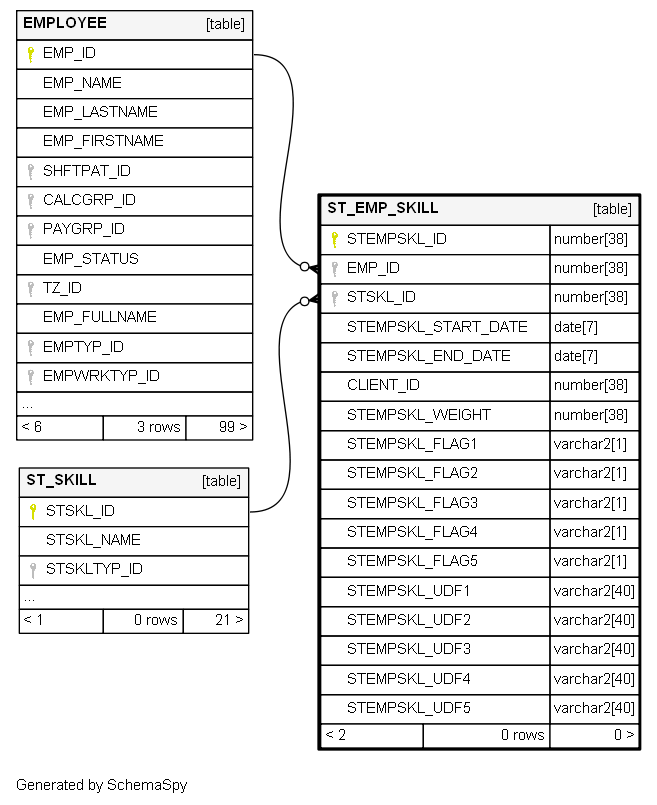 EMPLOYEE [table]
EMP_ID
EMP_NAME
EMP_LASTNAME
EMP_FIRSTNAME
SHFTPAT_ID
CALCGRP_ID
PAYGRP_ID
EMP_STATUS
TZ_ID
EMP_FULLNAME
EMPTYP_ID
EMPWRKTYP_ID
...
< 6 3 rows 99 >
ST_SKILL [table]
STSKL_ID
STSKL_NAME
STSKLTYP_ID
...
< 1 0 rows 21 >
ST_EMP_SKILL [table]
STEMPSKL_ID number[38]
EMP_ID number[38]
STSKL_ID number[38]
STEMPSKL_START_DATE date[7]
STEMPSKL_END_DATE date[7]
CLIENT_ID number[38]
STEMPSKL_WEIGHT number[38]
STEMPSKL_FLAG1 varchar2[1]
STEMPSKL_FLAG2 varchar2[1]
STEMPSKL_FLAG3 varchar2[1]
STEMPSKL_FLAG4 varchar2[1]
STEMPSKL_FLAG5 varchar2[1]
STEMPSKL_UDF1 varchar2[40]
STEMPSKL_UDF2 varchar2[40]
STEMPSKL_UDF3 varchar2[40]
STEMPSKL_UDF4 varchar2[40]
STEMPSKL_UDF5 varchar2[40]
< 2 0 rows 0 >
Generated by SchemaSpy